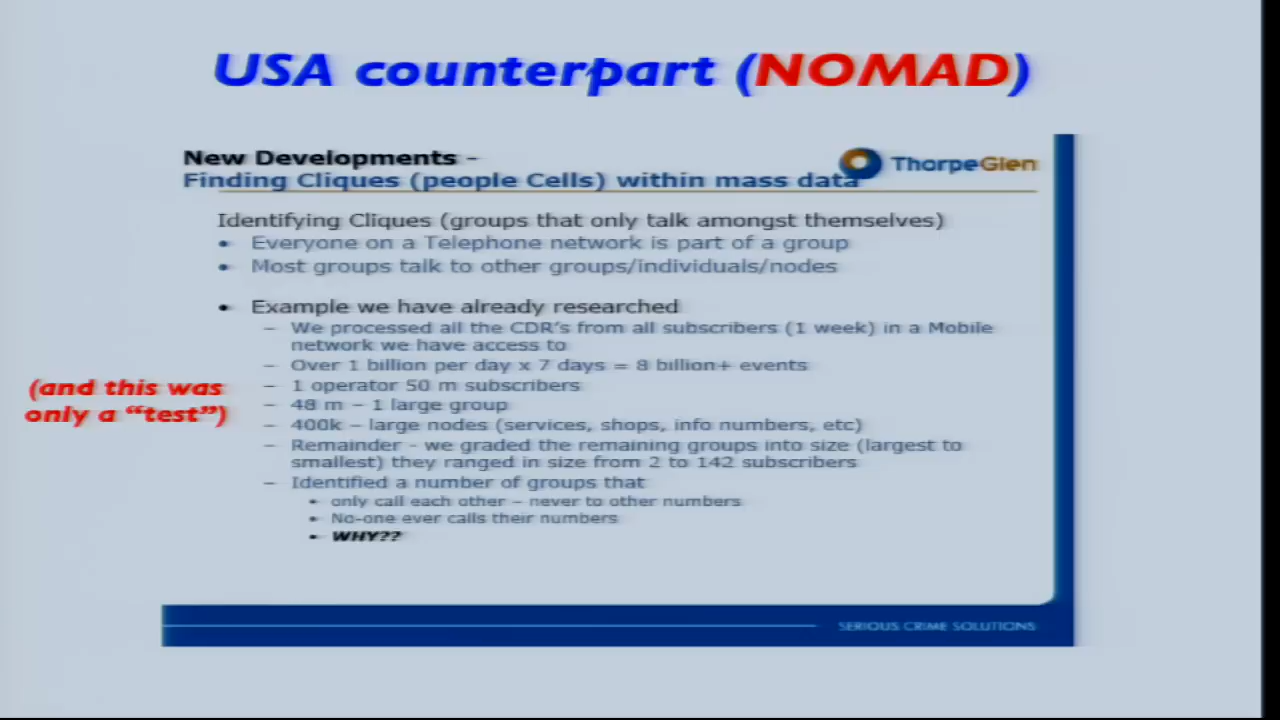 USA counterpart (NOMAD)
New Developments -
Finding Cliques (people Cells) within mass data
ThorpeGlen
Identifying Cliques (groups that only talk amongst themselves)
• Everyone on a Telephone network is part of a group
• Most groups talk to other groups/individuals/nodes
• Example we have already researched
– We processed all the CDR's from all subscribers (1 week) in a Mobile
network we have access to
– Over 1 billion per day x 7 days = 8 billion+ events
– 1 operator 50 m subscribers
– 48 m – 1 large group
– 400k – large nodes (services, shops, info numbers, etc)
– Remainder - we graded the remaining groups into size (largest to
smallest) they ranged in size from 2 to 142 subscribers
– Identified a number of groups that
• only call each other – never to other numbers
• No-one ever calls their numbers
• WHY??
(and this was
only a “test”)
SERIOUS CRIME SOLUTIONS